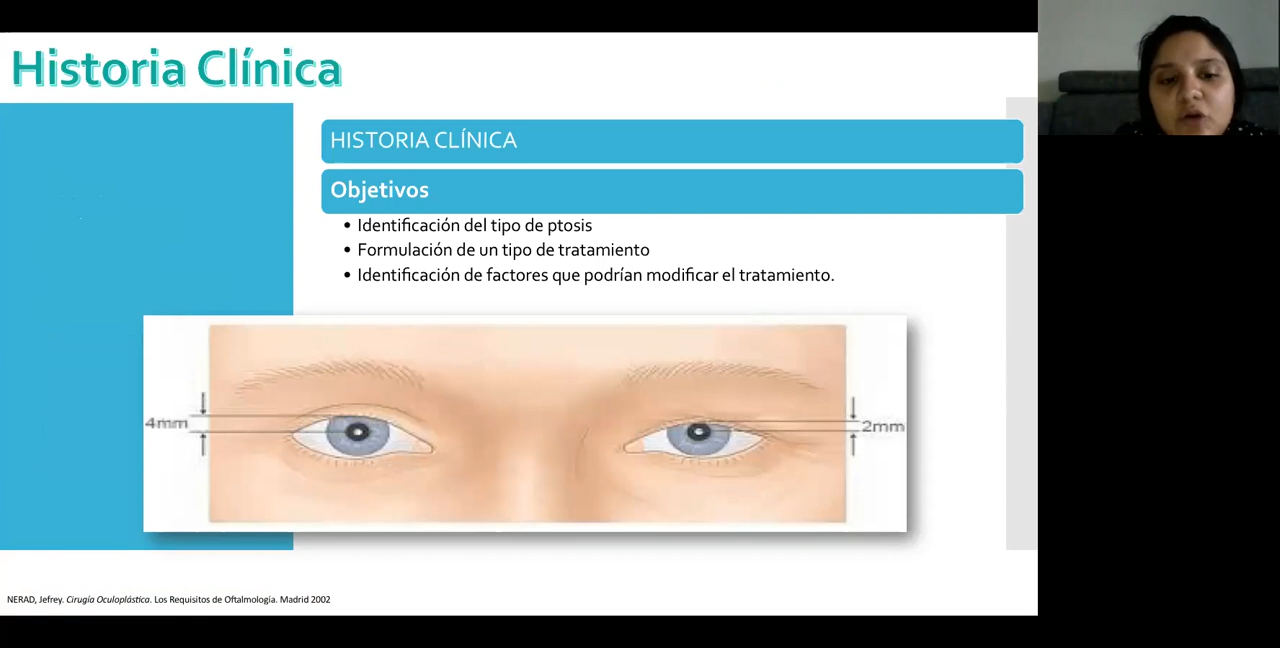 Historia Clínica
HISTORIA CLÍNICA
Objetivos
• Identificación del tipo de ptosis
• Formulación de un tipo de tratamiento
• Identificación de factores que podrían modificar el tratamiento.
4mm
2mm
NERAD, Jefrey. Cirugía Oculoplástica. Los Requisitos de Oftalmología. Madrid 2002